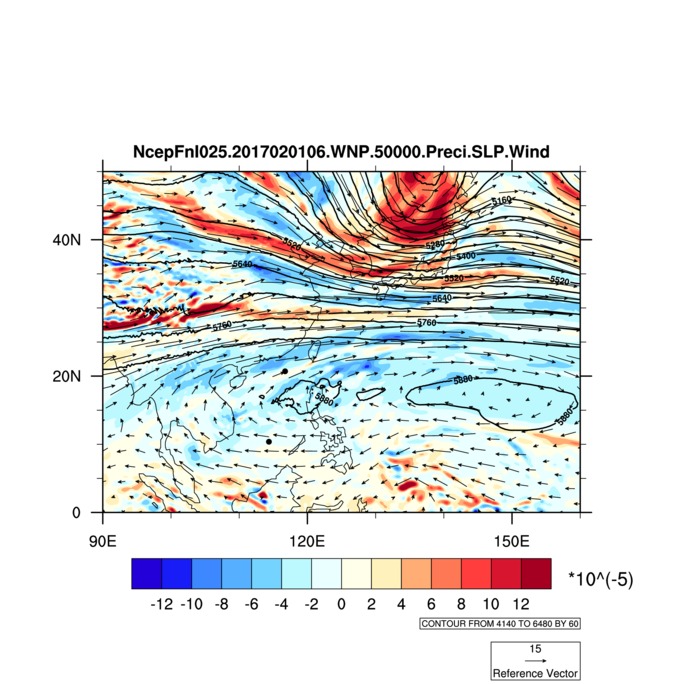 NcepFnl025.2017020106.WNP.50000.Preci.SLP.Wind
5160
40N
5280
5520
5400
5640
5520
5520
5640
5760
5760
20N
5880
5880
5880
0
90E 120E 150E
-12 -10 -8 -6 -4 -2 0 2 4 6 8 10 12
*10^(-5)
CONTOUR FROM 4140 TO 6480 BY 60
15
Reference Vector